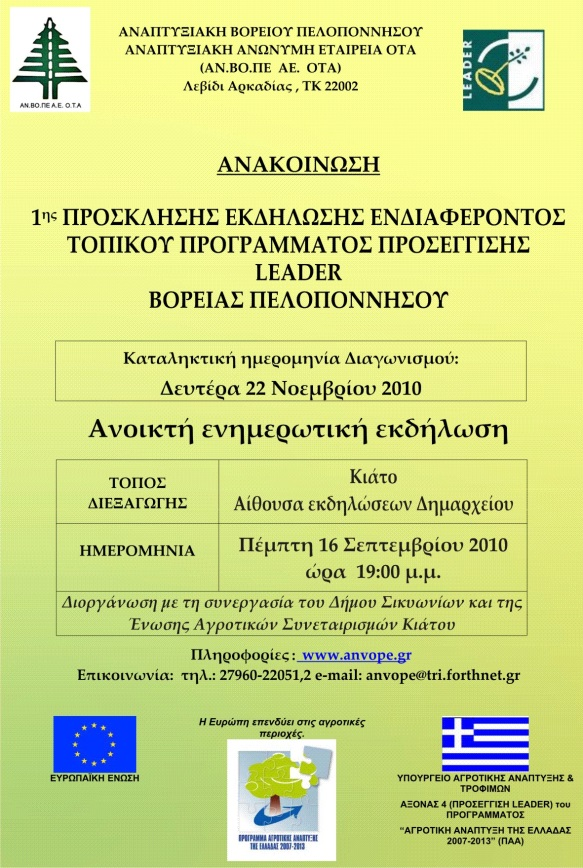 ΑΝ.ΒΟ.ΠΕ Α.Ε. Ο.Τ.Α
ΑΝΑΠΤΥΞΙΑΚΗ ΒΟΡΕΙΟΥ ΠΕΛΟΠΟΝΝΗΣΟΥ
ΑΝΑΠΤΥΞΙΑΚΗ ΑΝΩΝΥΜΗ ΕΤΑΙΡΕΙΑ ΟΤΑ
(ΑΝ.ΒΟ.ΠΕ ΑΕ. ΟΤΑ)
Λεβίδι Αρκαδίας , ΤΚ 22002
LEADER
ΑΝΑΚΟΙΝΩΣΗ
1ης ΠΡΟΣΚΛΗΣΗΣ ΕΚΔΗΛΩΣΗΣ ΕΝΔΙΑΦΕΡΟΝΤΟΣ
ΤΟΠΙΚΟΥ ΠΡΟΓΡΑΜΜΑΤΟΣ ΠΡΟΣΕΓΓΙΣΗΣ
LEADER
ΒΟΡΕΙΑΣ ΠΕΛΟΠΟΝΝΗΣΟΥ
Καταληκτική ημερομηνία Διαγωνισμού:
Δευτέρα 22 Νοεμβρίου 2010
Ανοικτή ενημερωτική εκδήλωση
ΤΟΠΟΣ
ΔΙΕΞΑΓΩΓΗΣ
Κιάτο
Αίθουσα εκδηλώσεων Δημαρχείου
ΗΜΕΡΟΜΗΝΙΑ
Πέμπτη 16 Σεπτεμβρίου 2010
ώρα 19:00 μ.μ.
Διοργάνωση με τη συνεργασία του Δήμου Σικυωνίων και της
Ένωσης Αγροτικών Συνεταιρισμών Κιάτου
Πληροφορίες : www.anvope.gr
Επικοινωνία: τηλ.: 27960-22051,2 e-mail: anvope@tri.forthnet.gr
ΕΥΡΩΠΑΪΚΗ ΕΝΩΣΗ
Η Ευρώπη επενδύει στις αγροτικές
περιοχές.
ΠΡΟΓΡΑΜΜΑ ΑΓΡΟΤΙΚΗΣ ΑΝΑΠΤΥΞΗΣ
ΤΗΣ ΕΛΛΑΔΑΣ 2007-2013
ΥΠΟΥΡΓΕΙΟ ΑΓΡΟΤΙΚΗΣ ΑΝΑΠΤΥΞΗΣ &
ΤΡΟΦΙΜΩΝ
ΑΞΟΝΑΣ 4 (ΠΡΟΣΕΓΓΙΣΗ LEADER) του
ΠΡΟΓΡΑΜΜΑΤΟΣ
“ΑΓΡΟΤΙΚΗ ΑΝΑΠΤΥΞΗ ΤΗΣ ΕΛΛΑΔΑΣ
2007-2013” (ΠΑΑ)